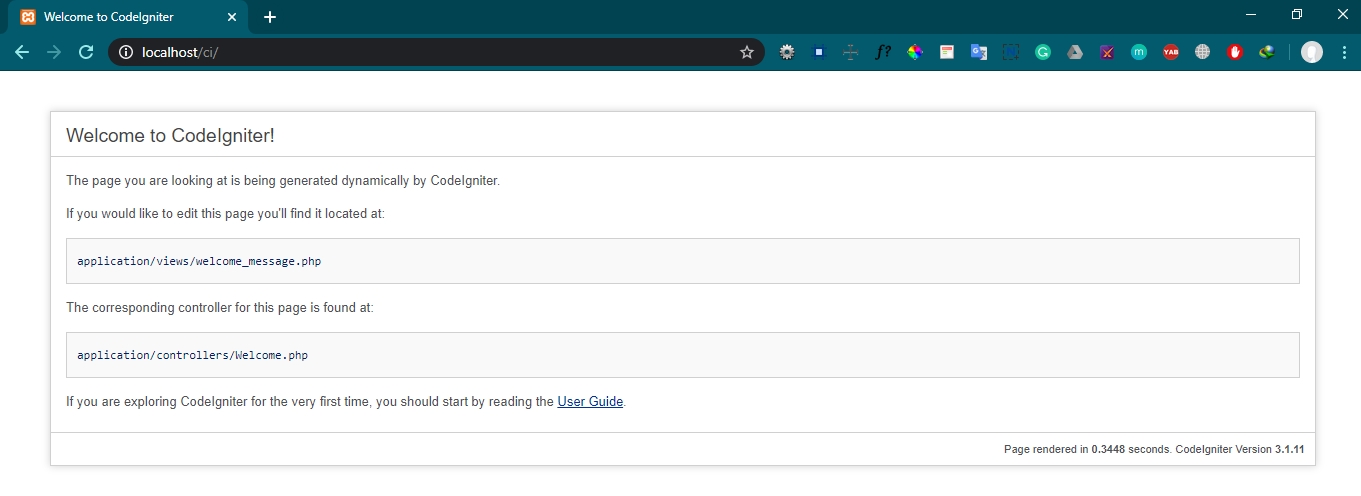 Welcome to CodeIgniter
localhost/ci/
f?
G
m
YAB
Welcome to CodeIgniter!
The page you are looking at is being generated dynamically by CodeIgniter.
If you would like to edit this page you'll find it located at:
application/views/welcome_message.php
The corresponding controller for this page is found at:
application/controllers/Welcome.php
If you are exploring CodeIgniter for the very first time, you should start by reading the User Guide.
Page rendered in 0.3448 seconds. CodeIgniter Version 3.1.11